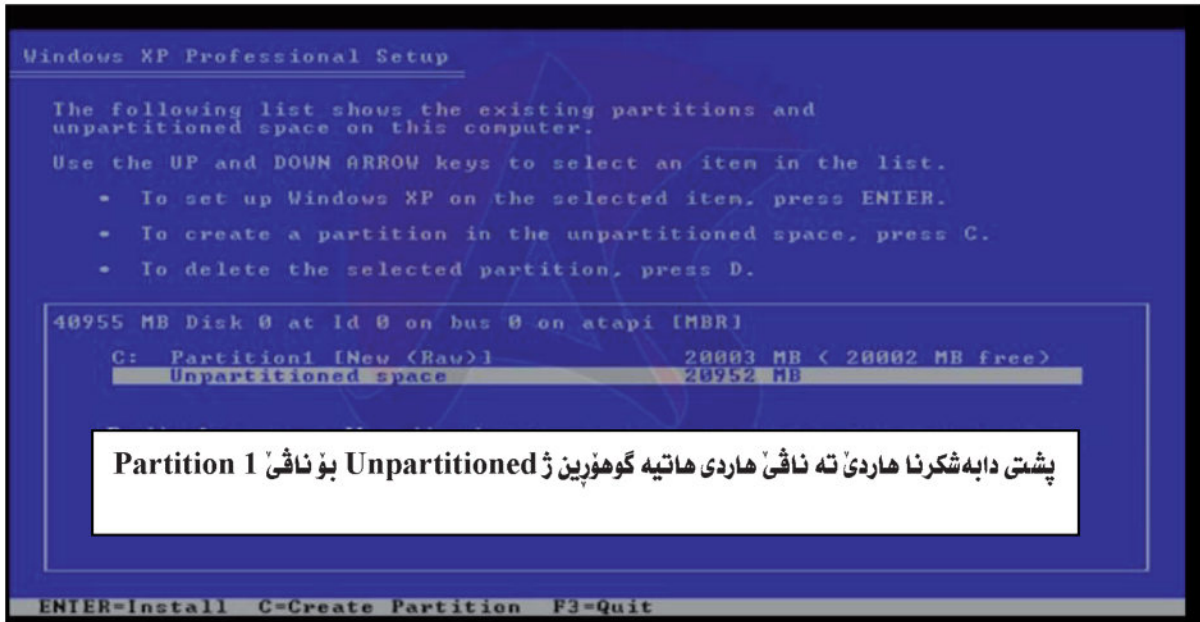 Windows XP Professional Setup
The following list shows the existing partitions and
unpartitioned space on this computer.
Use the UP and DOWN ARROW keys to select an item in the list.
• To set up Windows XP on the selected item, press ENTER.
• To create a partition in the unpartitioned space, press C.
• To delete the selected partition, press D.
40955 MB Disk 0 at Id 0 on bus 0 on atapi [MBR]
C: Partition1 [New (Raw)] 20003 MB ( 20002 MB free)
Unpartitioned space 20952 MB
پشتی دابەشکرنا هاردێ تە ناڤێ هاردی هاتیە گوهۆڕین ژ Unpartitioned بۆ ناڤێ Partition 1
ENTER=Install C=Create Partition F3=Quit